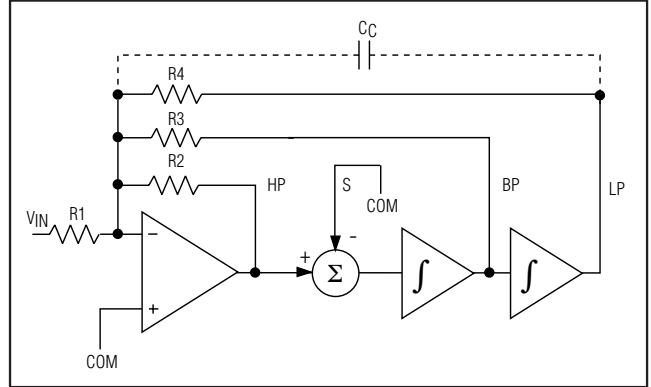 CC
R4
R3
R2
HP
S
COM
BP
LP
VIN
R1
−
+
+
-
Σ
∫
∫
COM